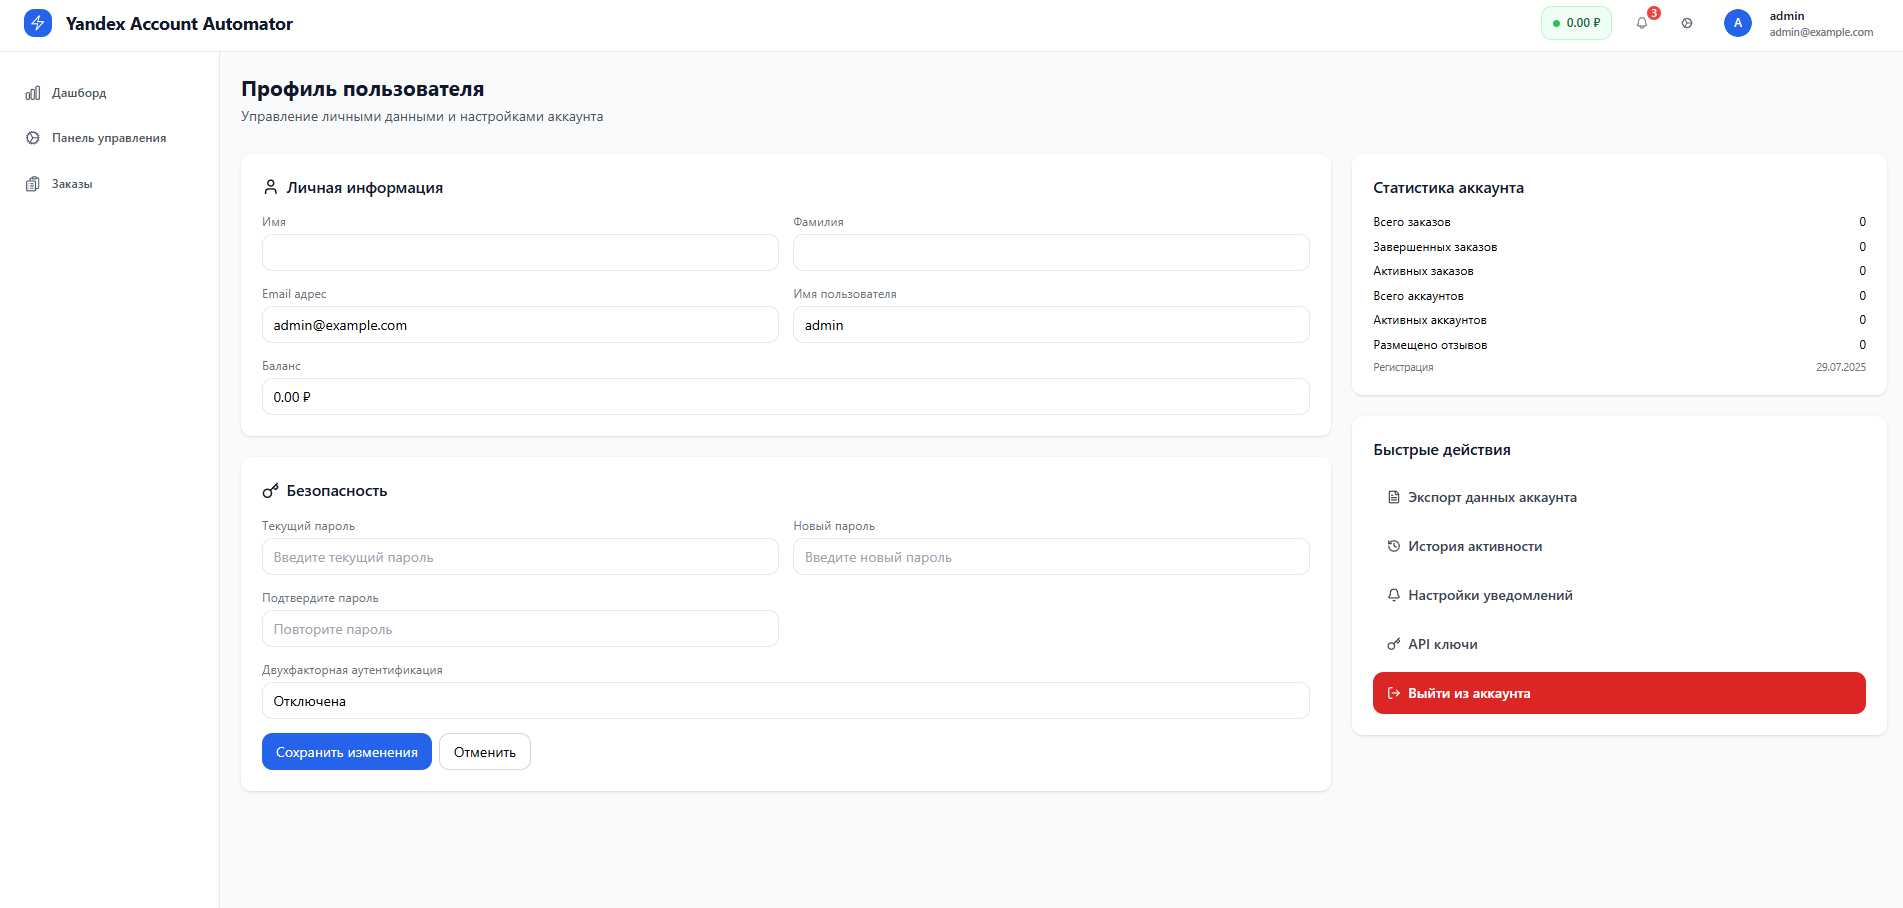 Yandex Account Automator
0.00 ₽
3
A
admin
admin@example.com
Дашборд
Панель управления
Заказы
Профиль пользователя
Управление личными данными и настройками аккаунта
Личная информация
Имя
Фамилия
Email адрес
Имя пользователя
admin@example.com
admin
Баланс
0.00 ₽
Безопасность
Текущий пароль
Новый пароль
Введите текущий пароль
Введите новый пароль
Подтвердите пароль
Повторите пароль
Двухфакторная аутентификация
Отключена
Сохранить изменения
Отменить
Статистика аккаунта
Всего заказов 0
Завершенных заказов 0
Активных заказов 0
Всего аккаунтов 0
Активных аккаунтов 0
Размещено отзывов 0
Регистрация 29.07.2025
Быстрые действия
Экспорт данных аккаунта
История активности
Настройки уведомлений
API ключи
Выйти из аккаунта